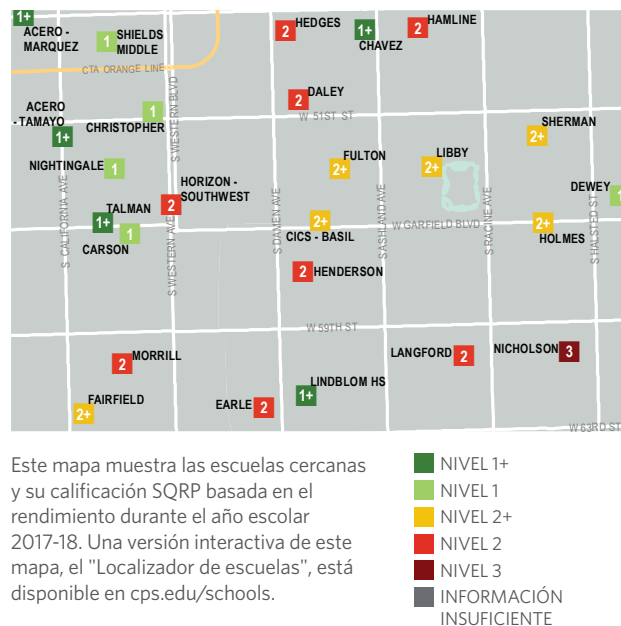 1+
ACERO -
MARQUEZ
1
SHIELDS
MIDDLE
2
HEDGES
1+
CHAVEZ
2
HAMLINE
CTA ORANGE LINE
S WESTERN BLVD
2
DALEY
ACERO
- TAMAYO
1+
1
CHRISTOPHER
W 51ST ST
SHERMAN
2+
NIGHTINGALE
1
FULTON
2+
LIBBY
2+
HORIZON -
SOUTHWEST
2
DEWEY
1
TALMAN
1+
CARSON
1
S CALIFORNIA AVE
S WESTERN AVE
S DAMEN AVE
2+
CICS - BASIL
S ASHLAND AVE
W GARFIELD BLVD
S RACINE AVE
2+
HOLMES
S HALSTED ST
2
HENDERSON
W 59TH ST
MORRILL
2
LANGFORD
2
NICHOLSON
3
FAIRFIELD
2+
EARLE
2
LINDBLOM HS
1+
W 63RD ST
Este mapa muestra las escuelas cercanas
y su calificación SQRP basada en el
rendimiento durante el año escolar
2017-18. Una versión interactiva de este
mapa, el "Localizador de escuelas", está
disponible en cps.edu/schools.
NIVEL 1+
NIVEL 1
NIVEL 2+
NIVEL 2
NIVEL 3
INFORMACIÓN
INSUFICIENTE